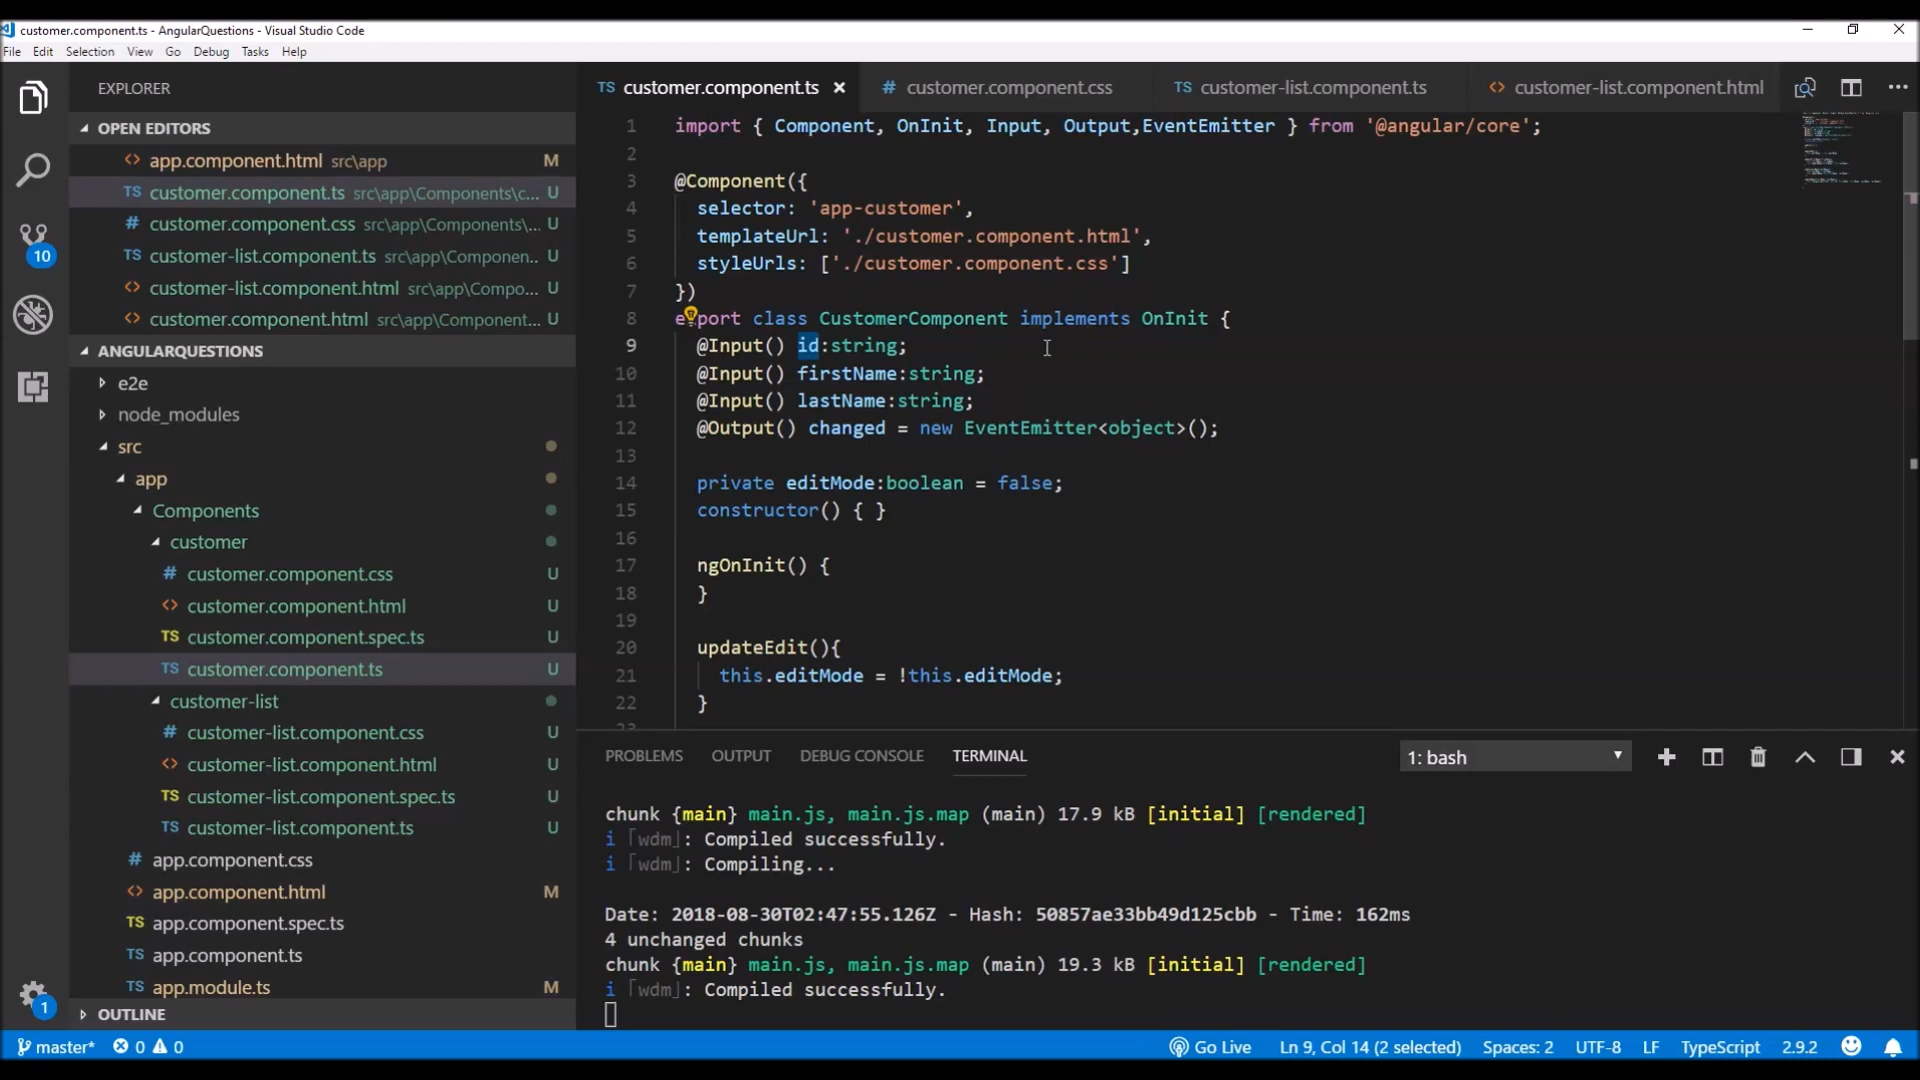 customer.component.ts - AngularQuestions - Visual Studio Code
File Edit Selection View Go Debug Tasks Help
EXPLORER
OPEN EDITORS
app.component.html src\app M
customer.component.ts src\app\Components\c... U
customer.component.css src\app\Components\... U
customer-list.component.ts src\app\Componen... U
customer-list.component.html src\app\Compo... U
customer.component.html src\app\Component... U
ANGULARQUESTIONS
e2e
node_modules
src
app
Components
customer
# customer.component.css U
<> customer.component.html U
TS customer.component.spec.ts U
TS customer.component.ts U
customer-list
# customer-list.component.css U
<> customer-list.component.html U
TS customer-list.component.spec.ts U
TS customer-list.component.ts U
# app.component.css
<> app.component.html M
TS app.component.spec.ts
TS app.component.ts
TS app.module.ts M
OUTLINE
10
1
TS customer.component.ts # customer.component.css TS customer-list.component.ts <> customer-list.component.html
1 import { Component, OnInit, Input, Output,EventEmitter } from '@angular/core';
2
3 @Component({
4 selector: 'app-customer',
5 templateUrl: './customer.component.html',
6 styleUrls: ['./customer.component.css']
7 })
8 export class CustomerComponent implements OnInit {
9 @Input() id:string;
10 @Input() firstName:string;
11 @Input() lastName:string;
12 @Output() changed = new EventEmitter<object>();
13
14 private editMode:boolean = false;
15 constructor() { }
16
17 ngOnInit() {
18 }
19
20 updateEdit(){
21 this.editMode = !this.editMode;
22 }
23
PROBLEMS OUTPUT DEBUG CONSOLE TERMINAL 1: bash
chunk {main} main.js, main.js.map (main) 17.9 kB [initial] [rendered]
i ｢wdm｣: Compiled successfully.
i ｢wdm｣: Compiling...
Date: 2018-08-30T02:47:55.126Z - Hash: 50857ae33bb49d125cbb - Time: 162ms
4 unchanged chunks
chunk {main} main.js, main.js.map (main) 19.3 kB [initial] [rendered]
i ｢wdm｣: Compiled successfully.
master* 0 0 Go Live Ln 9, Col 14 (2 selected) Spaces: 2 UTF-8 LF TypeScript 2.9.2